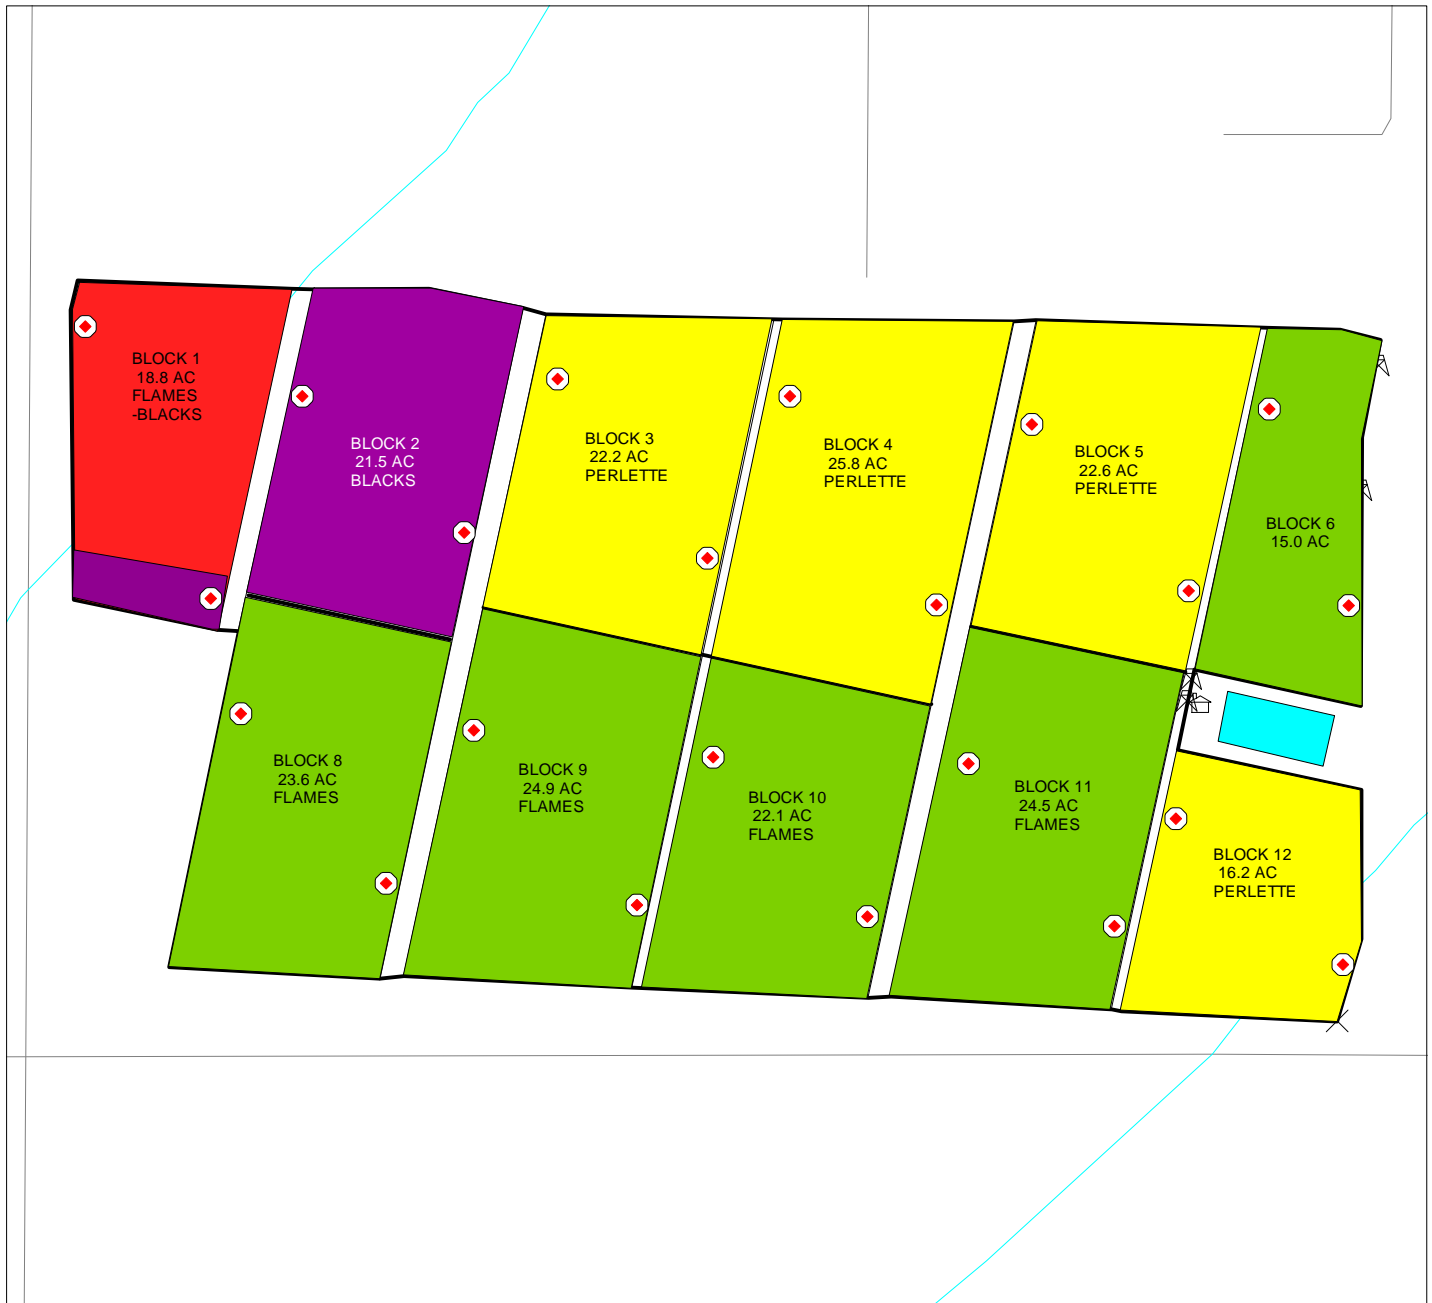 BLOCK 1
18.8 AC
FLAMES
-BLACKS
BLOCK 2
21.5 AC
BLACKS
BLOCK 3
22.2 AC
PERLETTE
BLOCK 4
25.8 AC
PERLETTE
BLOCK 5
22.6 AC
PERLETTE
BLOCK 6
15.0 AC
BLOCK 8
23.6 AC
FLAMES
BLOCK 9
24.9 AC
FLAMES
BLOCK 10
22.1 AC
FLAMES
BLOCK 11
24.5 AC
FLAMES
BLOCK 12
16.2 AC
PERLETTE